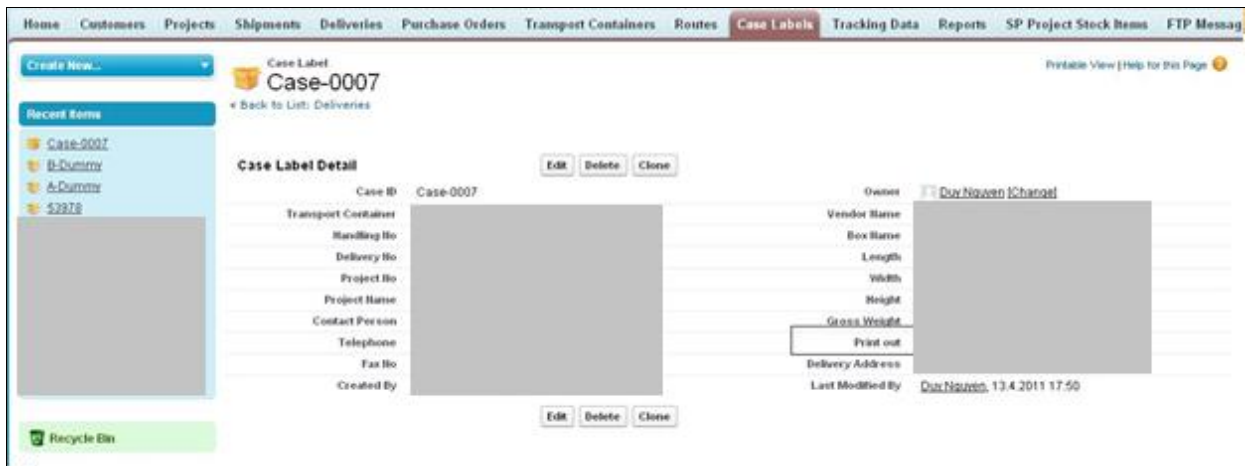 Home Customers Projects Shipments Deliveries Purchase Orders Transport Containers Routes Case Labels Tracking Data Reports SP Project Stock Items FTP Messag
Create New...
Case Label
Case-0007
Printable View | Help for this Page
« Back to List: Deliveries
Recent Items
Case-0007
B-Dummy
A-Dummy
53978
Case Label Detail
Edit Delete Clone
Case ID Case-0007 Owner Duy Nguyen [Change]
Transport Container Vendor Name
Handling No Box Name
Delivery No Length
Project No Width
Project Name Height
Contact Person Gross Weight
Telephone Print out
Fax No Delivery Address
Created By Last Modified By Duy Nguyen, 13.4.2011 17:50
Edit Delete Clone
Recycle Bin